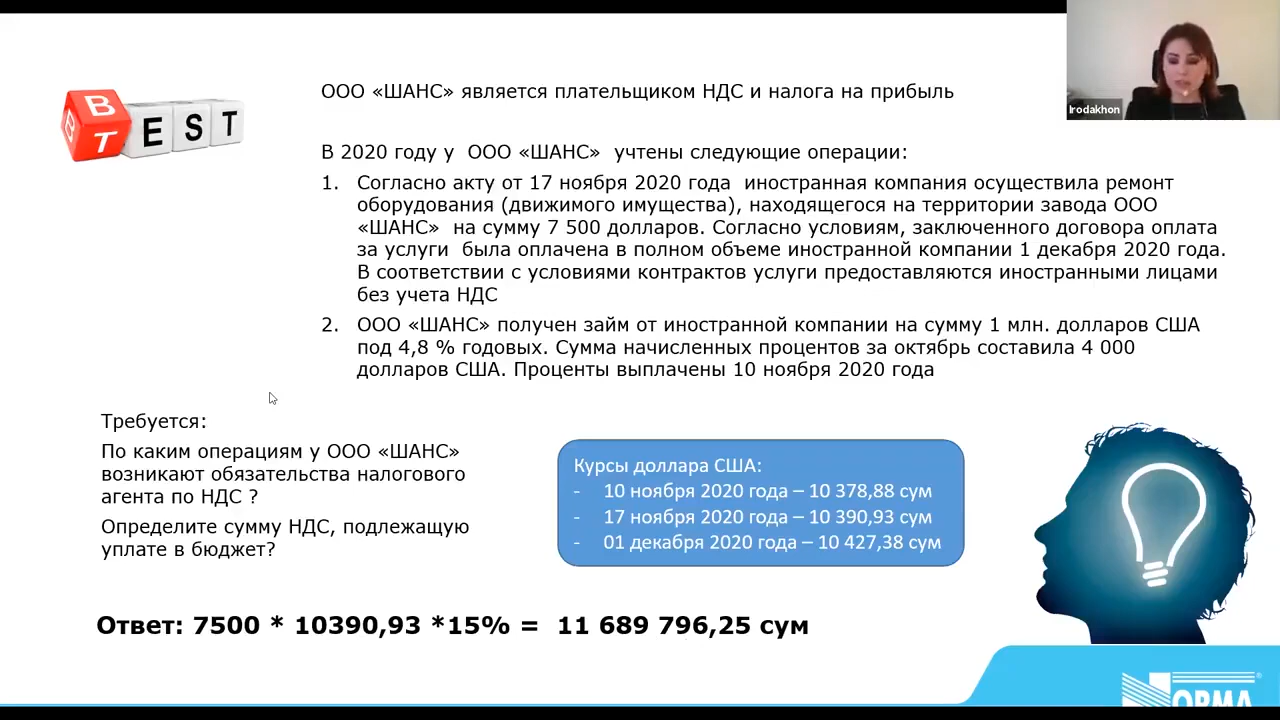 Irodakhon
B
B T EST
ООО «ШАНС» является плательщиком НДС и налога на прибыль
В 2020 году у ООО «ШАНС» учтены следующие операции:
1. Согласно акту от 17 ноября 2020 года иностранная компания осуществила ремонт
оборудования (движимого имущества), находящегося на территории завода ООО
«ШАНС» на сумму 7 500 долларов. Согласно условиям, заключенного договора оплата
за услуги была оплачена в полном объеме иностранной компании 1 декабря 2020 года.
В соответствии с условиями контрактов услуги предоставляются иностранными лицами
без учета НДС
2. ООО «ШАНС» получен займ от иностранной компании на сумму 1 млн. долларов США
под 4,8 % годовых. Сумма начисленных процентов за октябрь составила 4 000
долларов США. Проценты выплачены 10 ноября 2020 года
Требуется:
По каким операциям у ООО «ШАНС»
возникают обязательства налогового
агента по НДС ?
Определите сумму НДС, подлежащую
уплате в бюджет?
Курсы доллара США:
- 10 ноября 2020 года – 10 378,88 сум
- 17 ноября 2020 года – 10 390,93 сум
- 01 декабря 2020 года – 10 427,38 сум
Ответ: 7500 * 10390,93 *15% = 11 689 796,25 сум
NORMA®